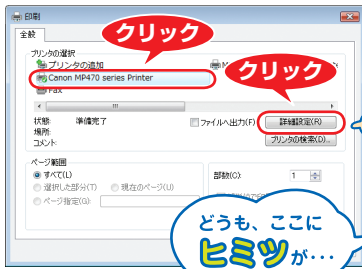 印刷
全般
クリック
プリンタの選択
プリンタの追加
Canon MP470 series Printer
Fax
クリック
状態: 準備完了
場所:
コメント:
ファイルへ出力(F)
詳細設定(R)
プリンタの検索(D)...
ページ範囲
すべて(L)
選択した部分(T) 現在のページ(U)
ページ指定(G):
部数(C): 1
どうも、ここに
ヒミツが・・・